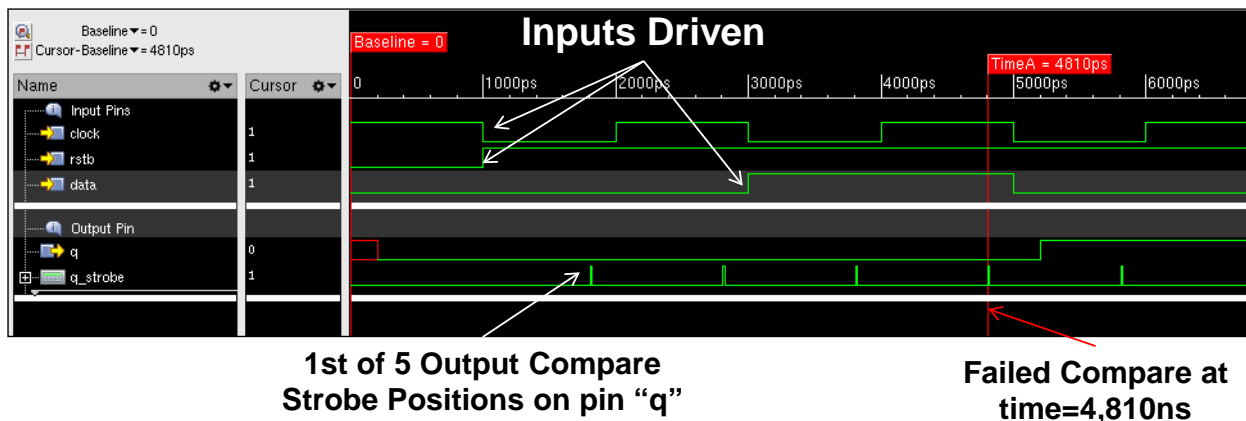 Baseline ▾= 0
Cursor-Baseline ▾= 4810ps
Inputs Driven
Baseline = 0
TimeA = 4810ps
Name
Cursor
0
1000ps
2000ps
3000ps
4000ps
5000ps
6000ps
Input Pins
clock
1
rstb
1
data
1
Output Pin
q
0
q_strobe
1
1st of 5 Output Compare
Strobe Positions on pin “q”
Failed Compare at
time=4,810ns